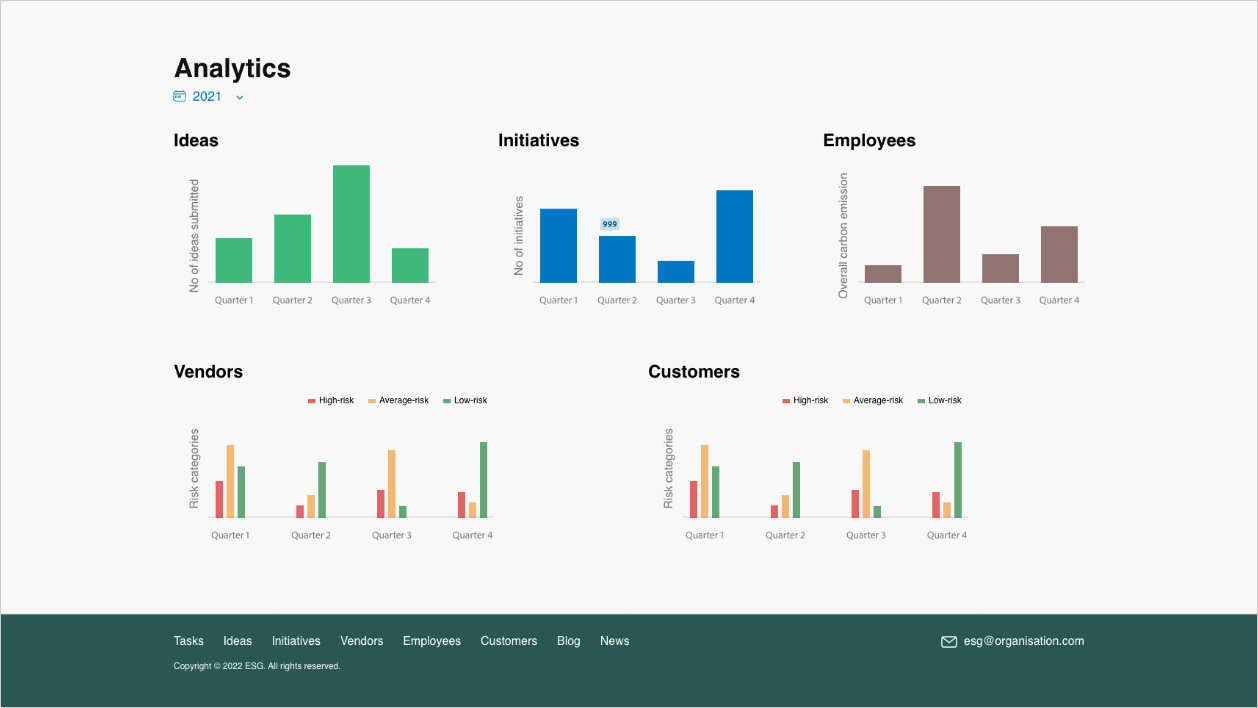 Analytics
2021
Ideas
No of ideas submitted
Quarter 1
Quarter 2
Quarter 3
Quarter 4
Initiatives
No of initiatives
999
Quarter 1
Quarter 2
Quarter 3
Quarter 4
Employees
Overall carbon emission
Quarter 1
Quarter 2
Quarter 3
Quarter 4
Vendors
High-risk
Average-risk
Low-risk
Risk categories
Quarter 1
Quarter 2
Quarter 3
Quarter 4
Customers
High-risk
Average-risk
Low-risk
Risk categories
Quarter 1
Quarter 2
Quarter 3
Quarter 4
Tasks Ideas Initiatives Vendors Employees Customers Blog News
esg@organisation.com
Copyright © 2022 ESG. All rights reserved.